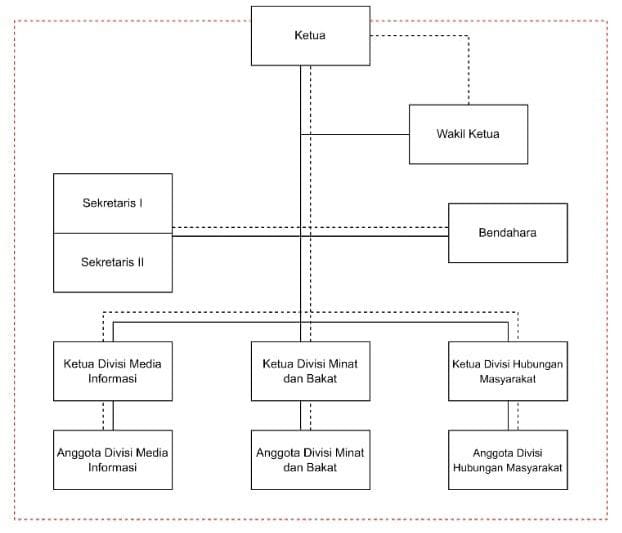 Ketua
Wakil Ketua
Sekretaris I
Sekretaris II
Bendahara
Ketua Divisi Media
Informasi
Ketua Divisi Minat
dan Bakat
Ketua Divisi Hubungan
Masyarakat
Anggota Divisi Media
Informasi
Anggota Divisi Minat
dan Bakat
Anggota Divisi
Hubungan Masyarakat